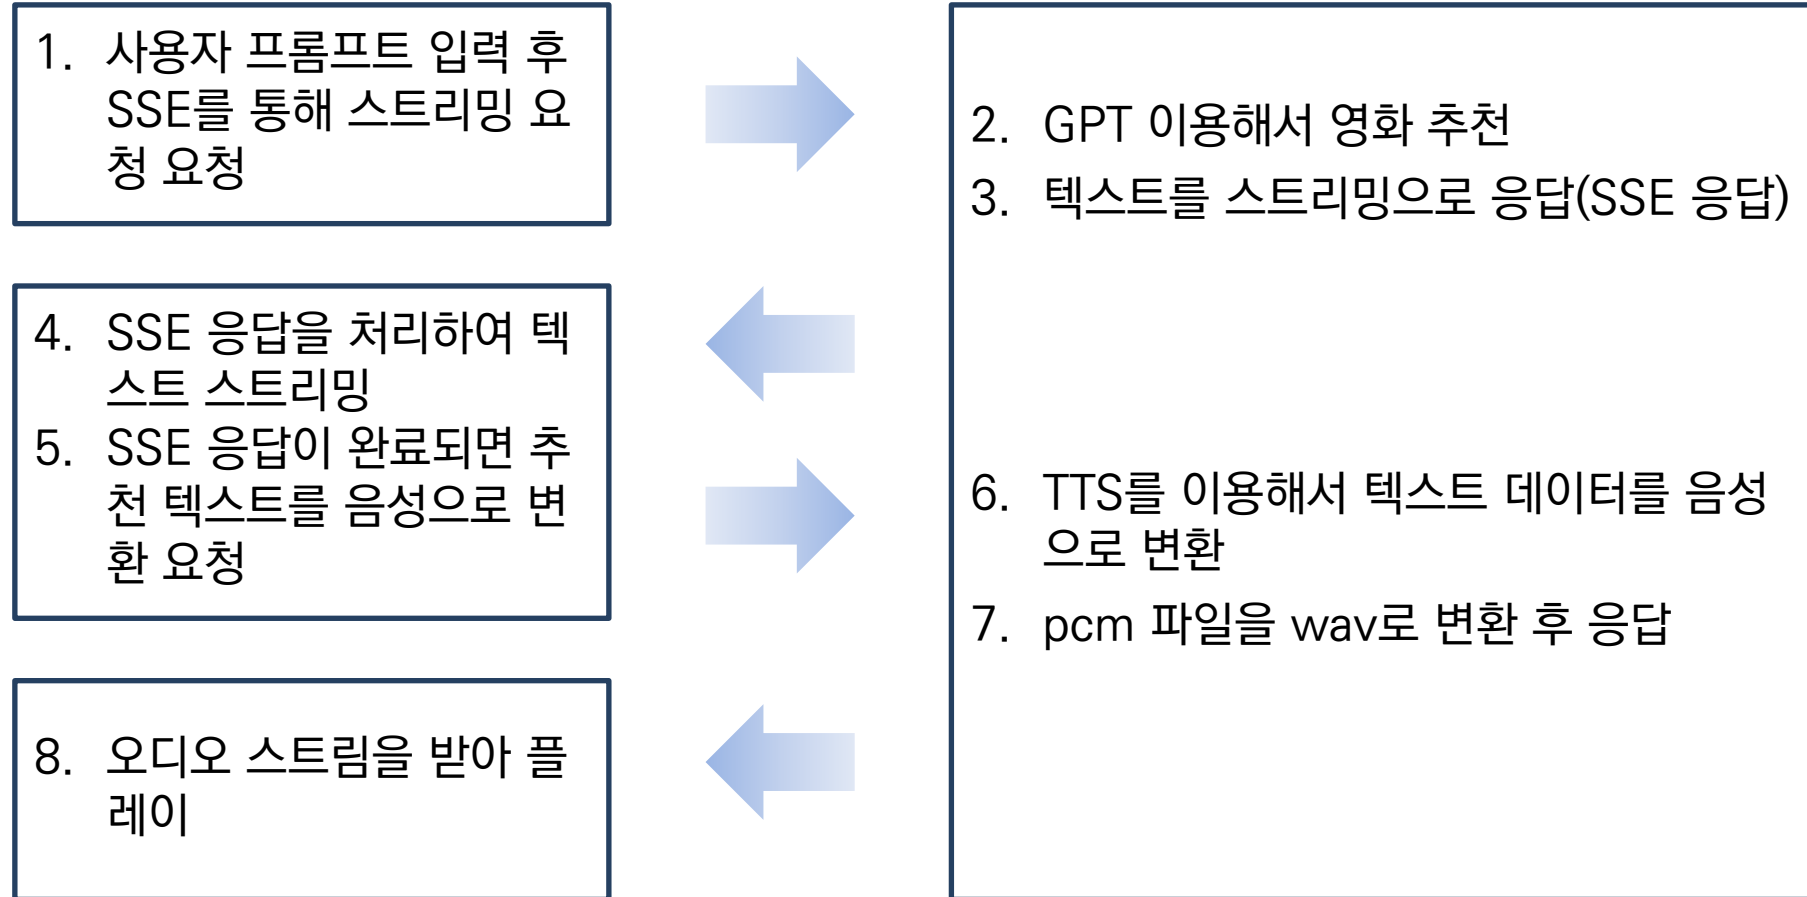 1. 사용자 프롬프트 입력 후
SSE를 통해 스트리밍 요
청 요청
2. GPT 이용해서 영화 추천
3. 텍스트를 스트리밍으로 응답(SSE 응답)
4. SSE 응답을 처리하여 텍
스트 스트리밍
5. SSE 응답이 완료되면 추
천 텍스트를 음성으로 변
환 요청
6. TTS를 이용해서 텍스트 데이터를 음성
으로 변환
7. pcm 파일을 wav로 변환 후 응답
8. 오디오 스트림을 받아 플
레이